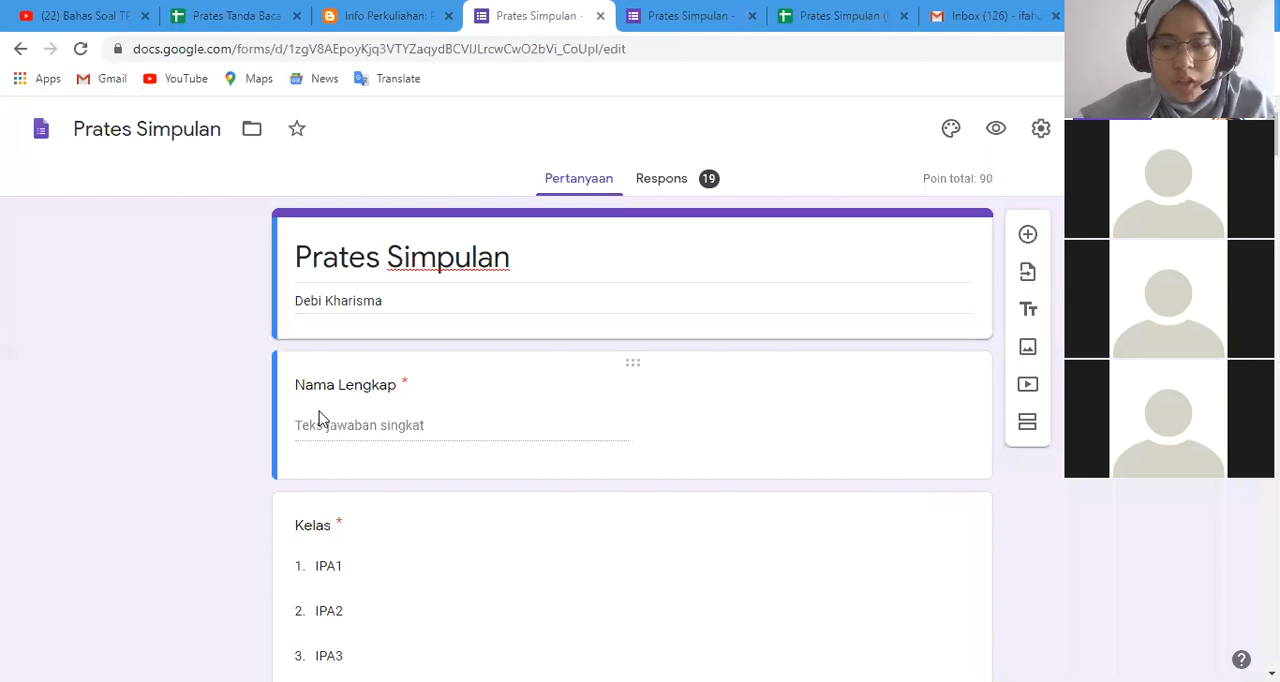 (22) Bahas Soal TP
Prates Tanda Baca
Info Perkuliahan: F
Prates Simpulan -
Prates Simpulan -
Prates Simpulan (
Inbox (126) - ifah
docs.google.com/forms/d/1zgV8AEpoyKjq3VTYZaqydBCVIJLrcwCwO2bVi_CoUpI/edit
Apps
Gmail
YouTube
Maps
News
Translate
Prates Simpulan
Pertanyaan
Respons 19
Poin total: 90
Prates Simpulan
Debi Kharisma
Nama Lengkap *
Teks jawaban singkat
Kelas *
1. IPA1
2. IPA2
3. IPA3